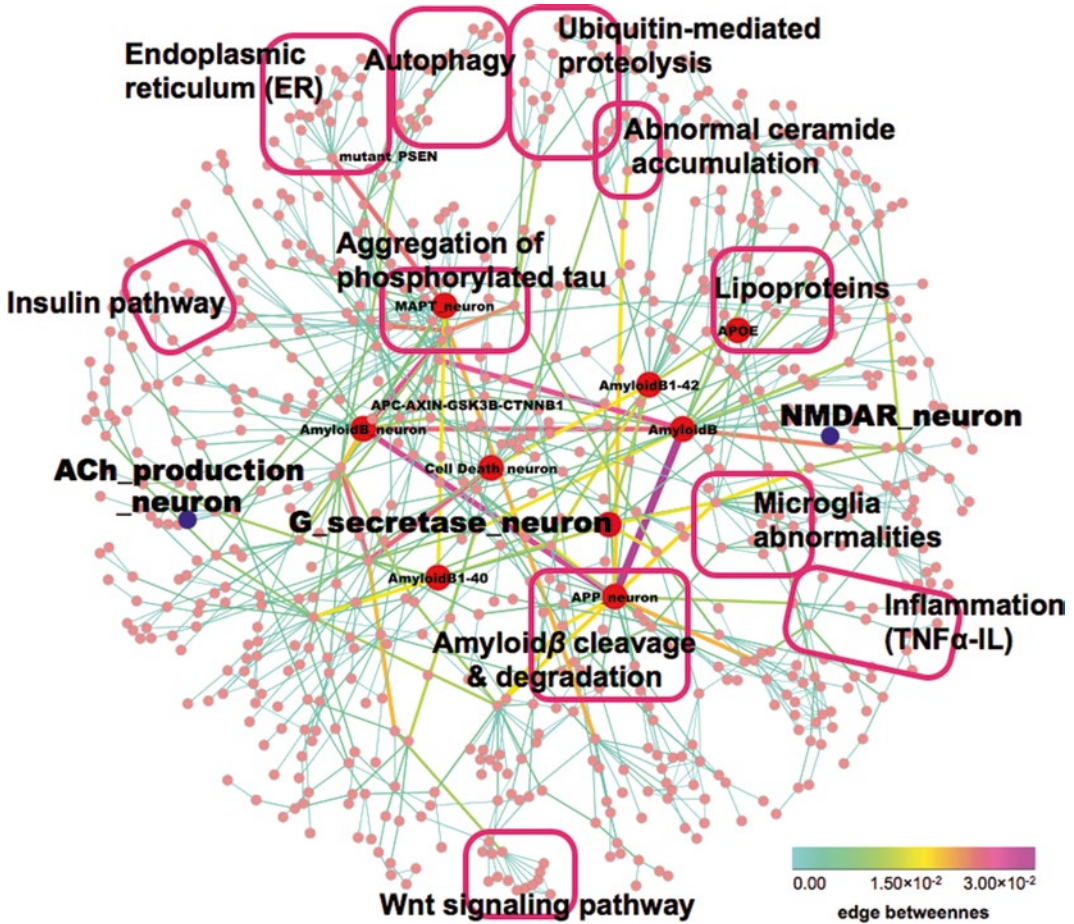 Endoplasmic
reticulum (ER)
Autophagy
Ubiquitin-mediated
proteolysis
Abnormal ceramide
accumulation
mutant_PSEN
Aggregation of
phosphorylated tau
MAPT_neuron
Insulin pathway
Lipoproteins
APOE
AmyloidB1-42
APC-AXIN-GSK3B-CTNNB1
AmyloidB_neuron
AmyloidB
NMDAR_neuron
Cell Death_neuron
ACh_production
_neuron
G_secretase_neuron
Microglia
abnormalities
AmyloidB1-40
APP_neuron
Inflammation
(TNFα-IL)
Amyloidβ cleavage
& degradation
Wnt signaling pathway
0.00 1.50×10⁻² 3.00×10⁻²
edge betweennes